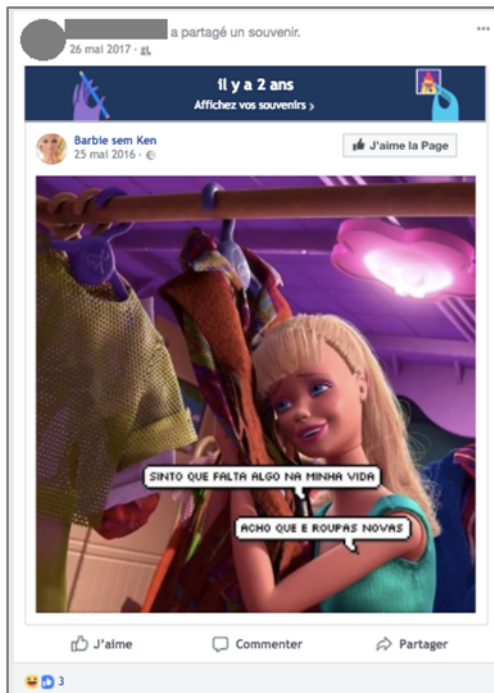 a partagé un souvenir.
26 mai 2017 ·
il y a 2 ans
Affichez vos souvenirs ›
Barbie sem Ken
25 mai 2016 ·
J'aime la Page
SINTO QUE FALTA ALGO NA MINHA VIDA
ACHO QUE E ROUPAS NOVAS
J'aime
Commenter
Partager
3